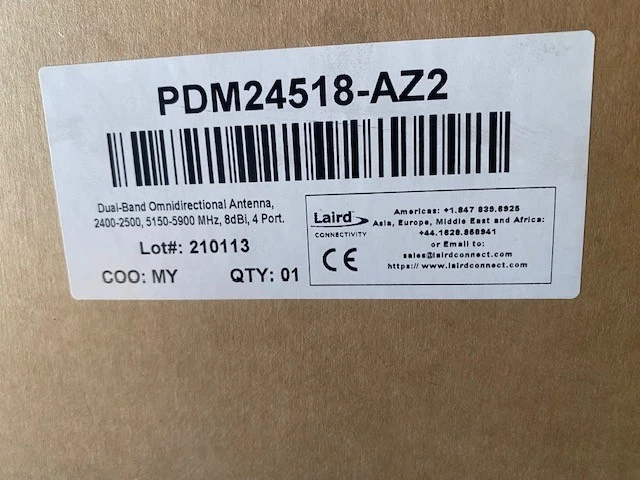 PDM24518-AZ2
Dual-Band Omnidirectional Antenna,
2400-2500, 5150-5900 MHz, 8dBi, 4 Port.
Lot#: 210113
COO: MY QTY: 01
Laird
CONNECTIVITY
CE
Americas: +1.847 839.6925
Asia, Europe, Middle East and Africa:
+44.1628.858941
or Email to:
sales@lairdconnect.com
https:// www.lairdconnect.com